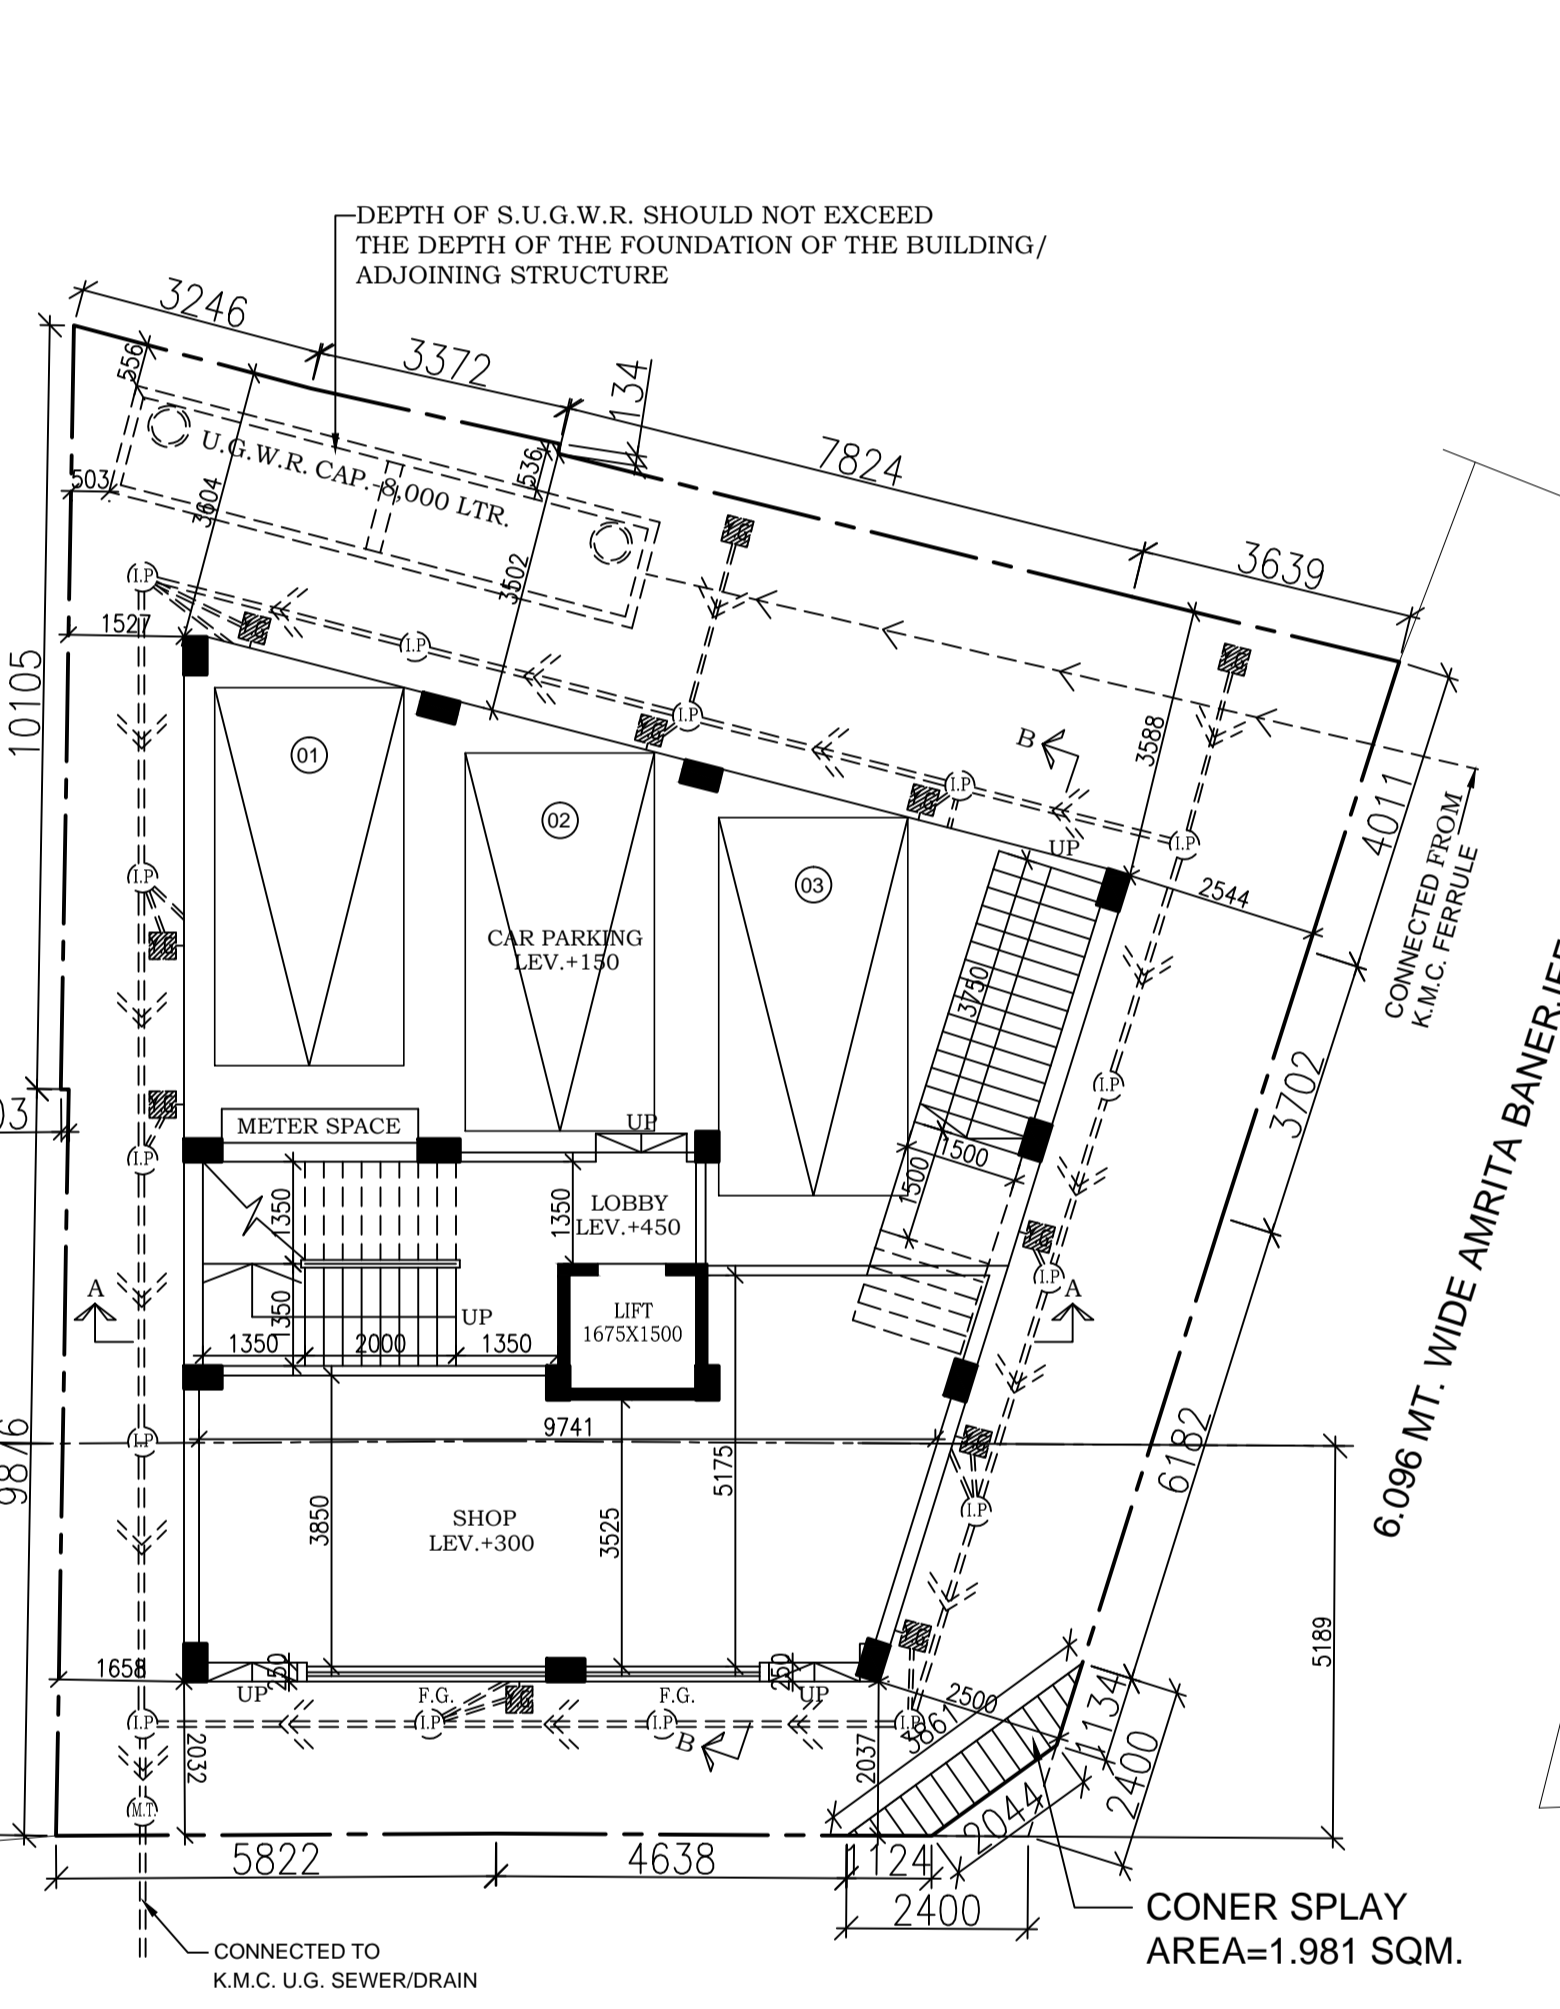 DEPTH OF S.U.G.W.R. SHOULD NOT EXCEED
THE DEPTH OF THE FOUNDATION OF THE BUILDING/
ADJOINING STRUCTURE
3246
3372
134
7824
3639
556
536
U.G.W.R. CAP.-8,000 LTR.
503
3604
3502
I.P
Y.G
Y.G
1527
Y.G
I.P
I.P
Y.G
10105
01
02
03
B
3588
I.P
Y.G
UP
I.P
4011
CONNECTED FROM
K.M.C. FERRULE
2544
I.P
Y.G
CAR PARKING
LEV.+150
3750
I.P
3702
Y.G
I.P
METER SPACE
UP
1500
1500
1350
1350
LOBBY
LEV.+450
Y.G
I.P
A
A
1350
UP
LIFT
1675X1500
1350
2000
1350
6.096 MT. WIDE AMRITA BANERJEE
9876
I.P
9741
Y.G
6182
5175
3850
3525
SHOP
LEV.+300
I.P
5189
Y.G
1658
250
250
UP
F.G.
Y.G
F.G.
UP
2500
3861
1134
2400
I.P
I.P
I.P
I.P
B
2032
2037
M.T.
2044
5822
4638
1124
2400
CONER SPLAY
AREA=1.981 SQM.
CONNECTED TO
K.M.C. U.G. SEWER/DRAIN